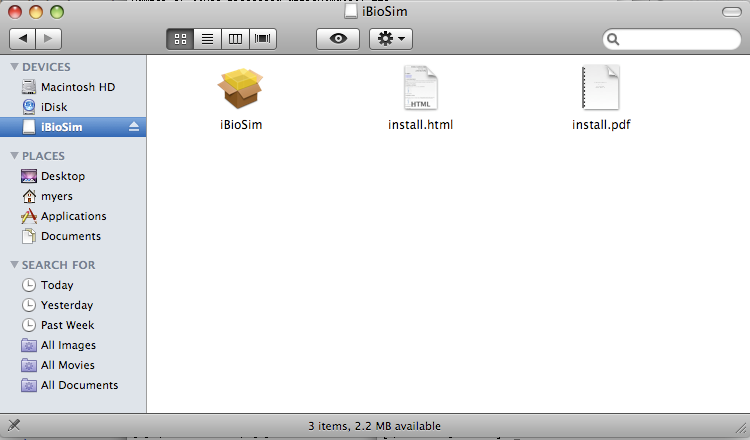 iBioSim
DEVICES
Macintosh HD
iDisk
iBioSim
PLACES
Desktop
myers
Applications
Documents
SEARCH FOR
Today
Yesterday
Past Week
All Images
All Movies
All Documents
iBioSim
HTML
install.html
install.pdf
3 items, 2.2 MB available